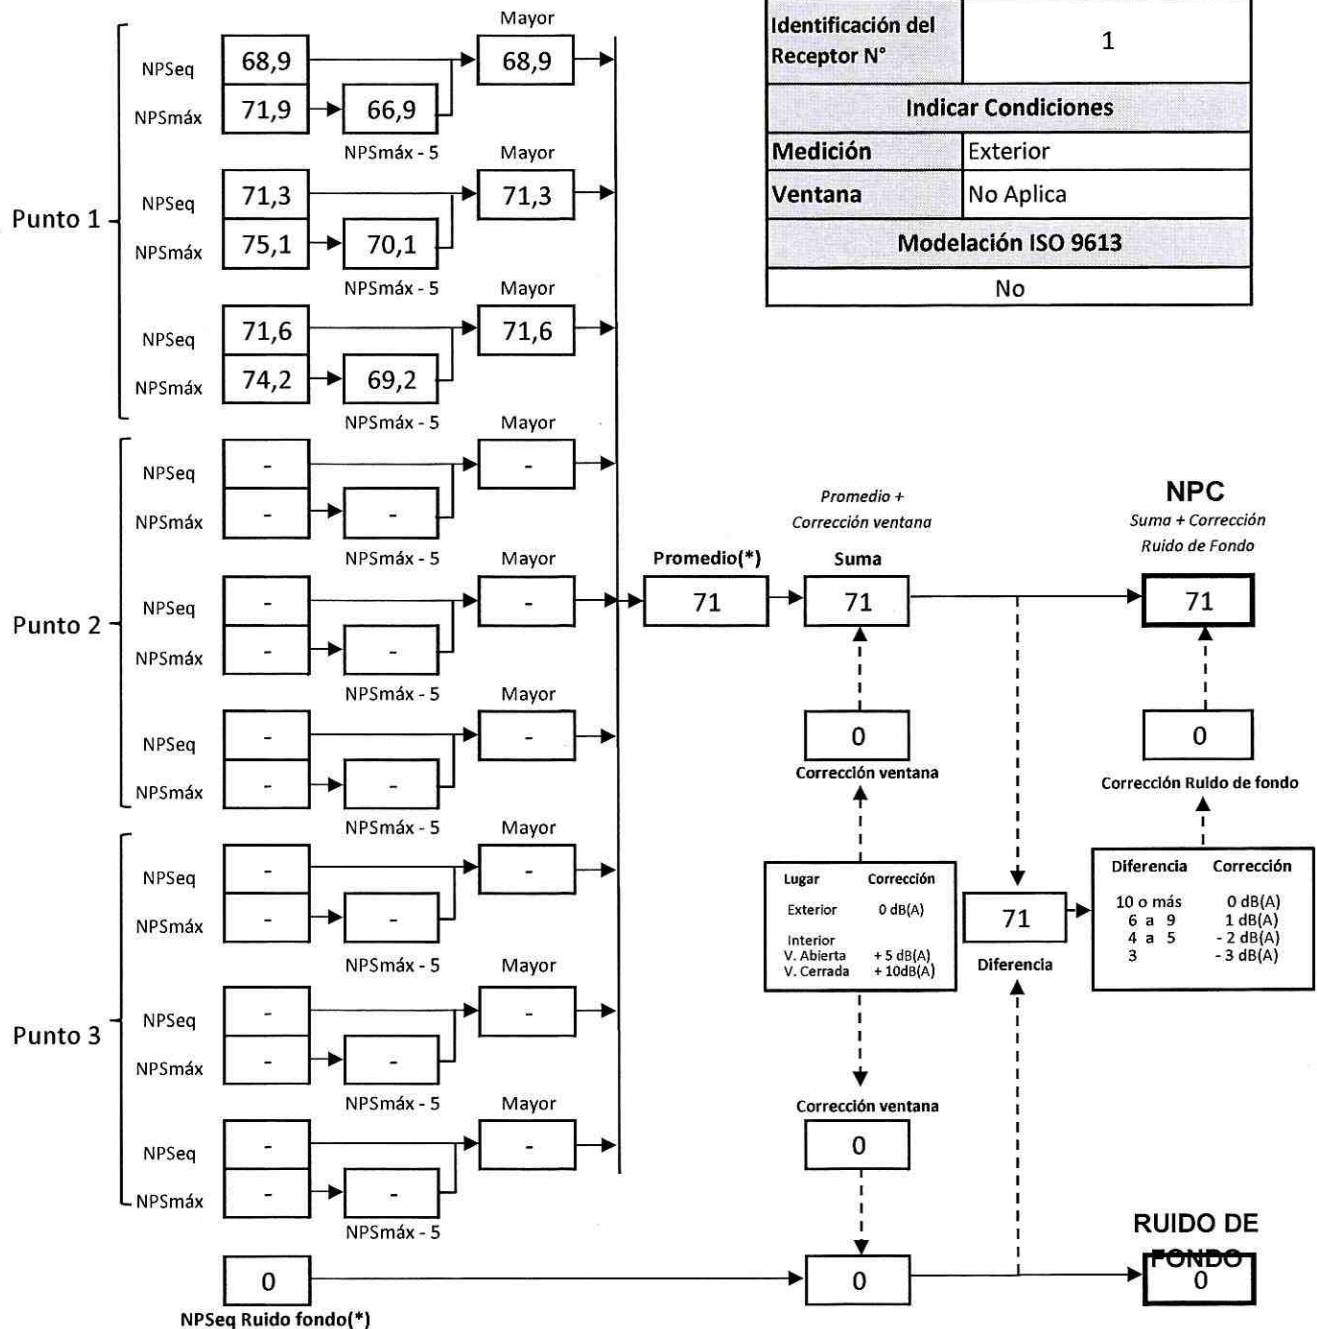 Identificación del
Receptor N°
1
Indicar Condiciones
Medición
Exterior
Ventana
No Aplica
Modelación ISO 9613
No
Punto 1
Mayor
NPSeq
68,9
68,9
NPSmáx
71,9
66,9
NPSmáx - 5
Mayor
NPSeq
71,3
71,3
NPSmáx
75,1
70,1
NPSmáx - 5
Mayor
NPSeq
71,6
71,6
NPSmáx
74,2
69,2
NPSmáx - 5
Punto 2
Mayor
NPSeq
-
-
NPSmáx
-
-
NPSmáx - 5
Mayor
NPSeq
-
-
NPSmáx
-
-
NPSmáx - 5
Mayor
NPSeq
-
-
NPSmáx
-
-
NPSmáx - 5
Punto 3
Mayor
NPSeq
-
-
NPSmáx
-
-
NPSmáx - 5
Mayor
NPSeq
-
-
NPSmáx
-
-
NPSmáx - 5
Mayor
NPSeq
-
-
NPSmáx
-
-
NPSmáx - 5
0
NPSeq Ruido fondo(*)
Promedio(*)
71
Promedio +
Corrección ventana
Suma
71
0
Corrección ventana
Lugar Corrección
Exterior 0 dB(A)
Interior
V. Abierta + 5 dB(A)
V. Cerrada + 10dB(A)
Corrección ventana
0
0
71
Diferencia
NPC
Suma + Corrección
Ruido de Fondo
71
0
Corrección Ruido de fondo
Diferencia Corrección
10 o más 0 dB(A)
6 a 9 1 dB(A)
4 a 5 - 2 dB(A)
3 - 3 dB(A)
RUIDO DE
FONDO
0